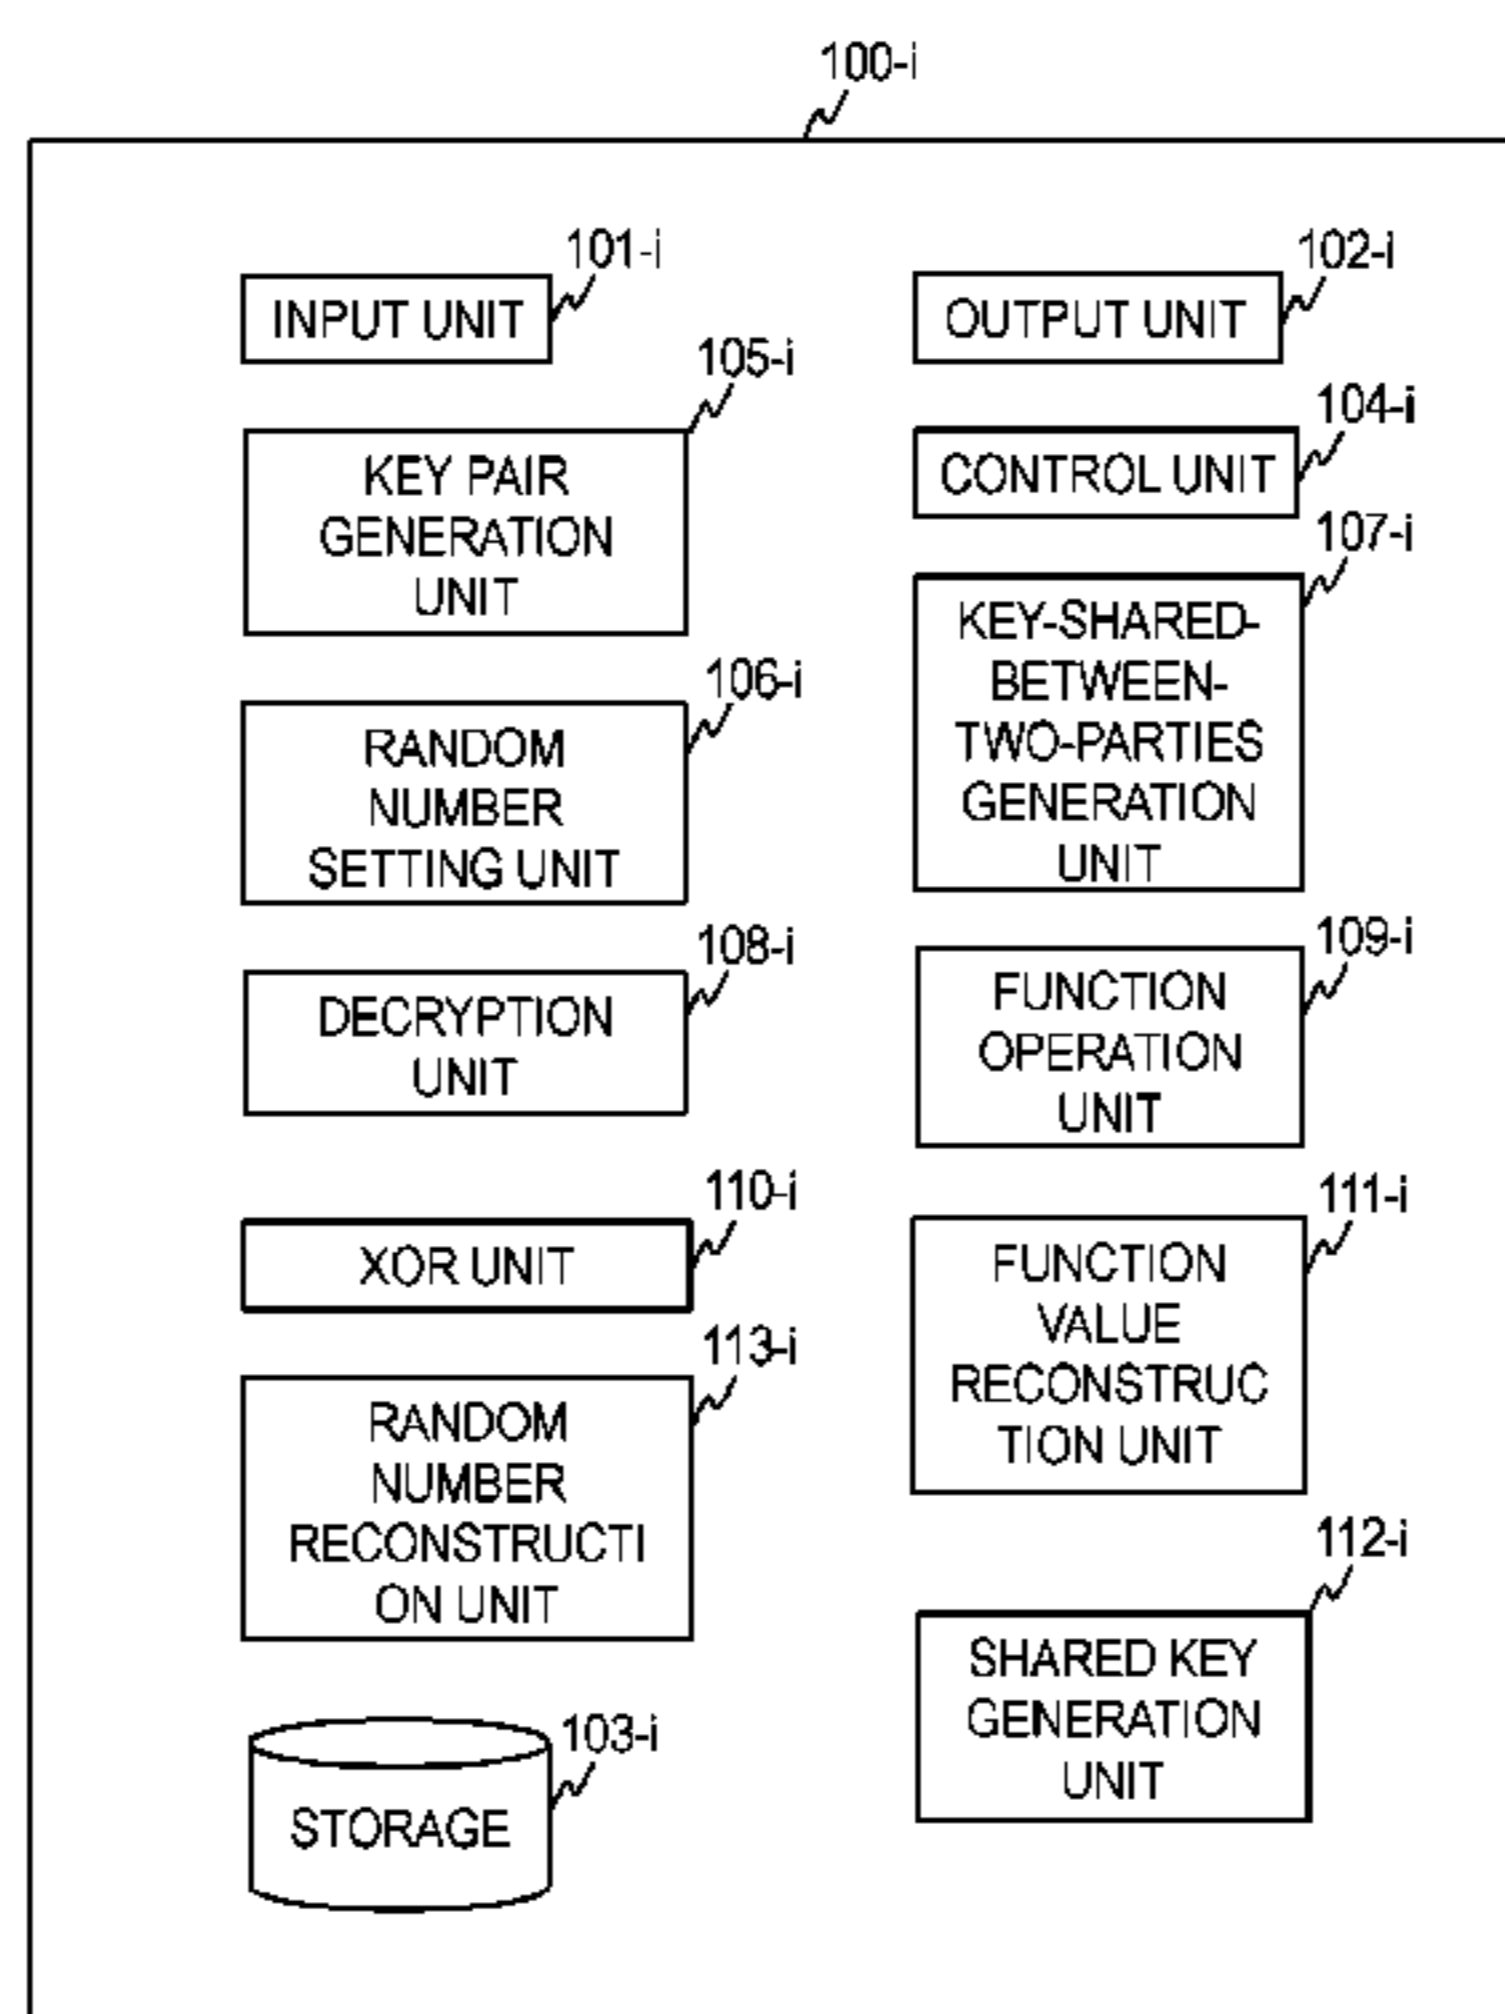 100-i
101-i
INPUT UNIT
102-i
OUTPUT UNIT
105-i
KEY PAIR
GENERATION
UNIT
104-i
CONTROL UNIT
107-i
KEY-SHARED-
BETWEEN-
TWO-PARTIES
GENERATION
UNIT
106-i
RANDOM
NUMBER
SETTING UNIT
108-i
DECRYPTION
UNIT
109-i
FUNCTION
OPERATION
UNIT
110-i
XOR UNIT
111-i
FUNCTION
VALUE
RECONSTRUC
TION UNIT
113-i
RANDOM
NUMBER
RECONSTRUCTI
ON UNIT
112-i
SHARED KEY
GENERATION
UNIT
103-i
STORAGE